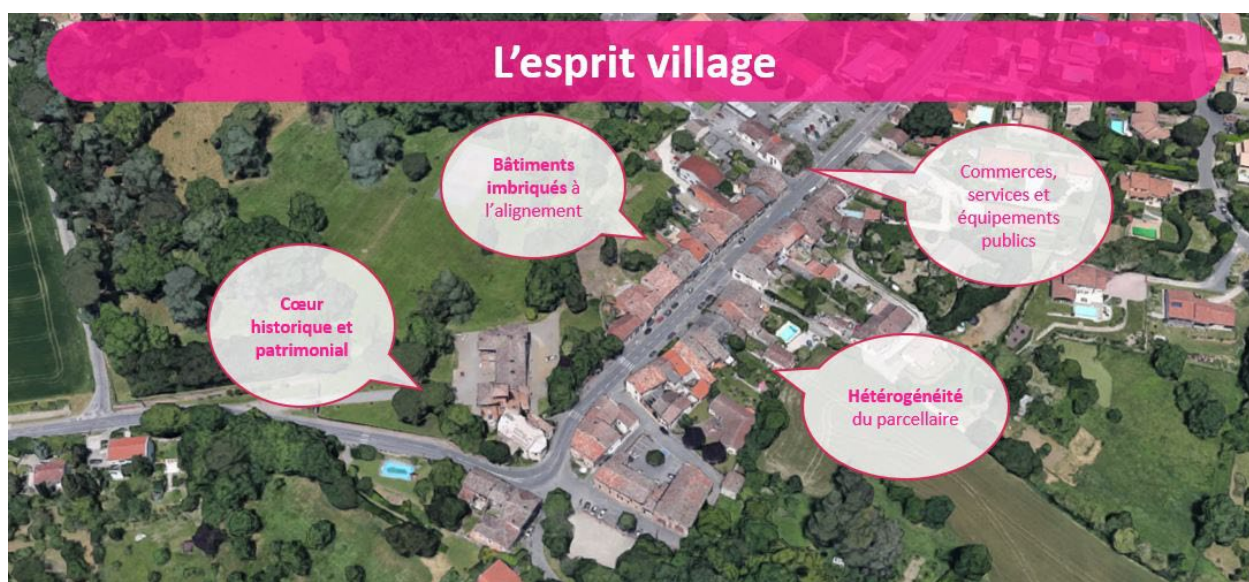 L'esprit village
Bâtiments
imbriqués à
l'alignement
Commerces,
services et
équipements
publics
Cœur
historique et
patrimonial
Hétérogénéité
du parcellaire